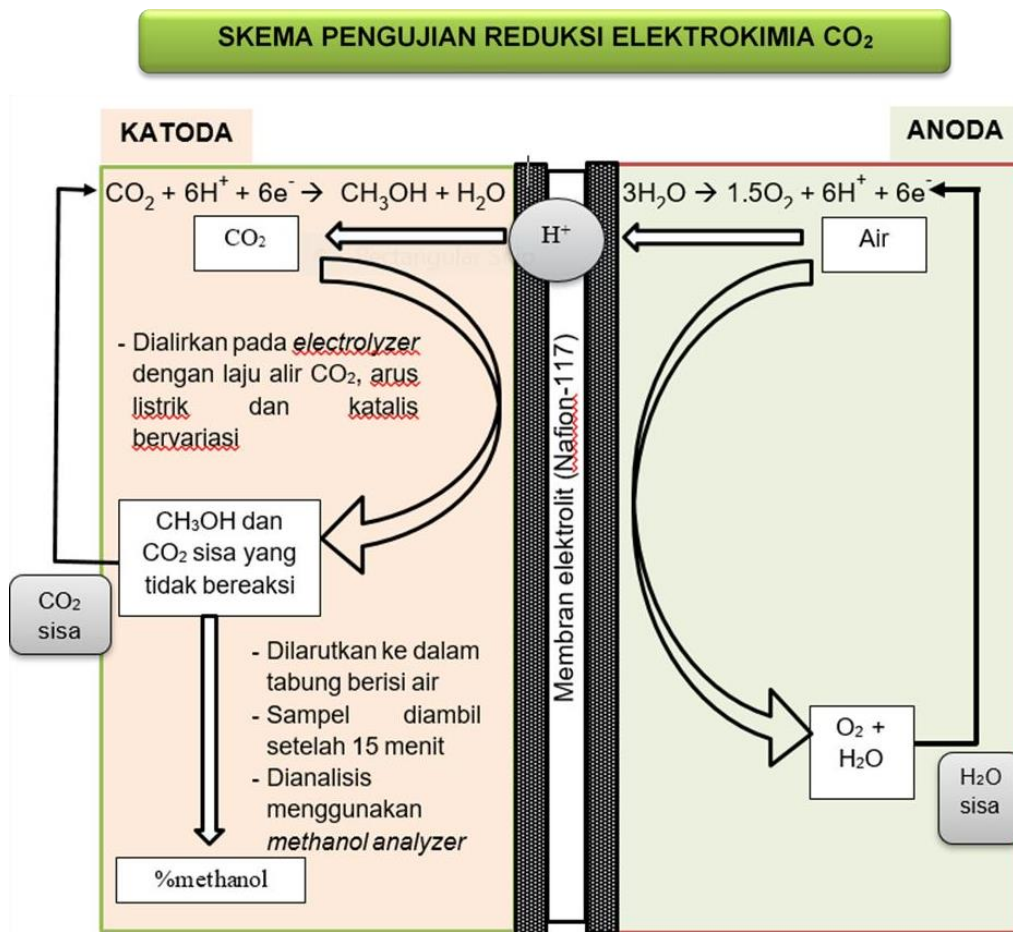 SKEMA PENGUJIAN REDUKSI ELEKTROKIMIA CO₂
KATODA
CO₂ + 6H⁺ + 6e⁻ → CH₃OH + H₂O
CO₂
- Dialirkan pada electrolyzer
dengan laju alir CO₂, arus
listrik dan katalis
bervariasi
CH₃OH dan
CO₂ sisa yang
tidak bereaksi
CO₂
sisa
- Dilarutkan ke dalam
tabung berisi air
- Sampel diambil
setelah 15 menit
- Dianalisis
menggunakan
methanol analyzer
%methanol
H⁺
Membran elektrolit (Nafion-117)
ANODA
3H₂O → 1.5O₂ + 6H⁺ + 6e⁻
Air
O₂ +
H₂O
H₂O
sisa